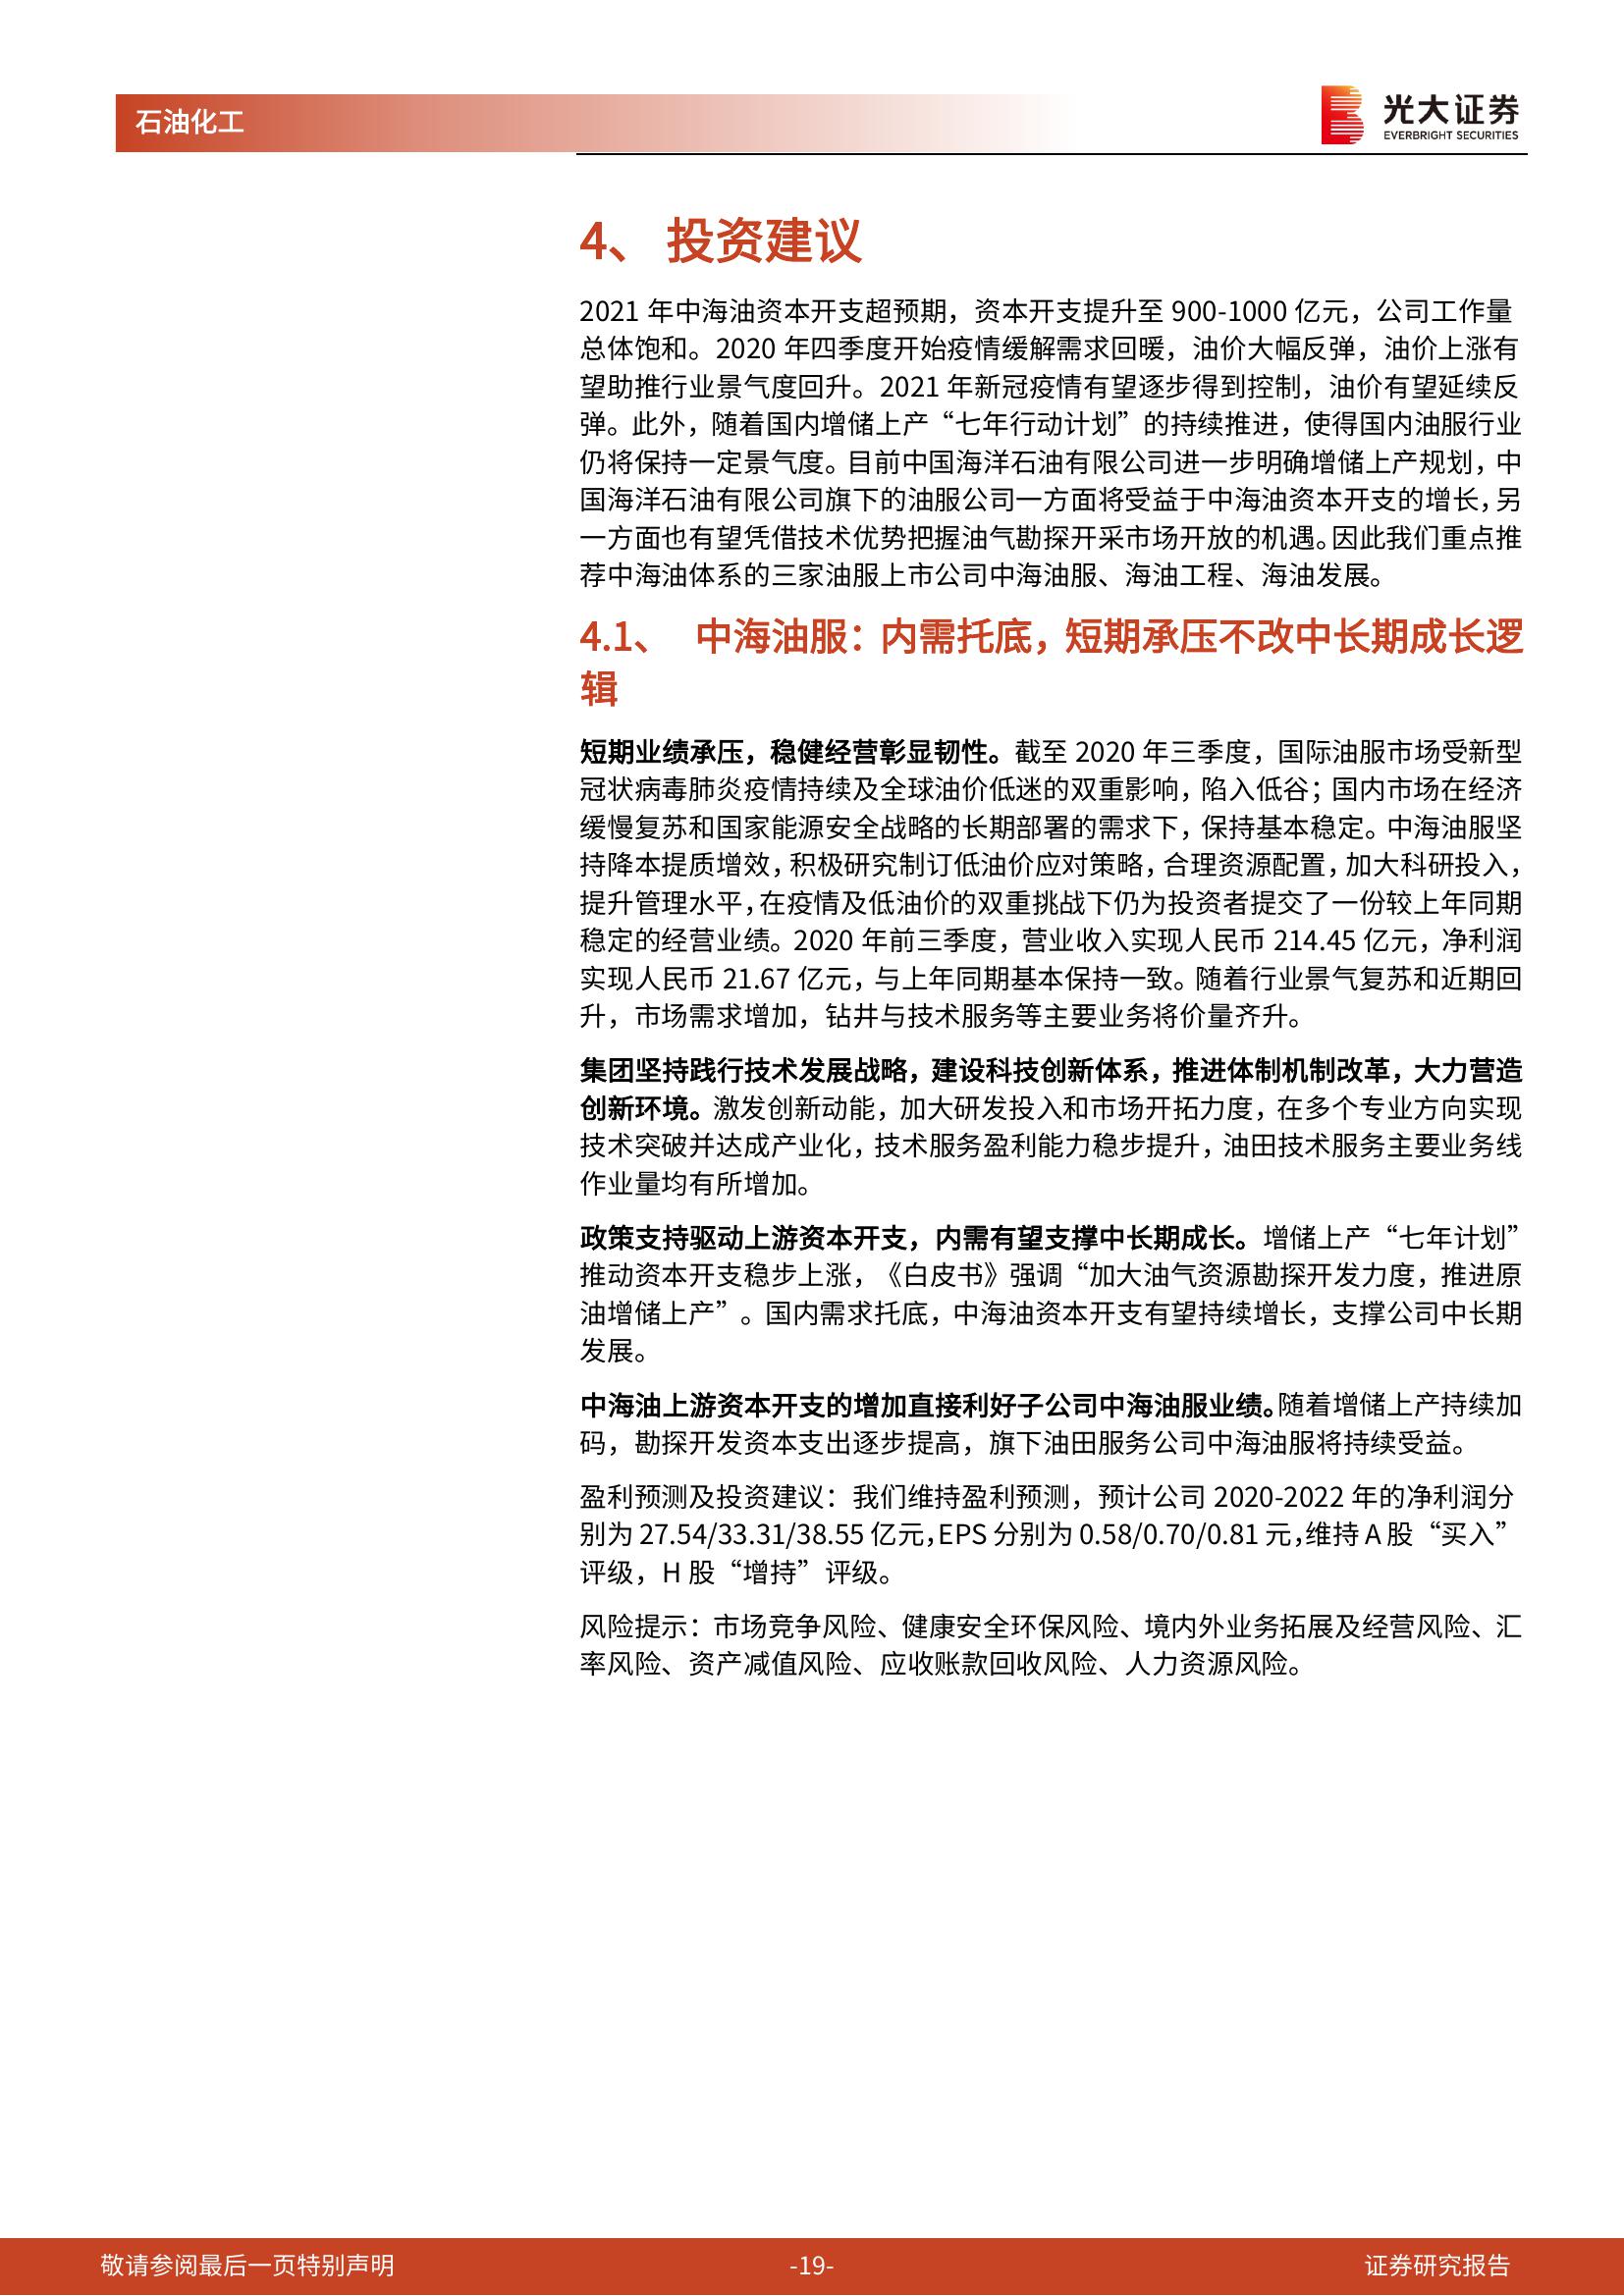 石油化工
光大证券
EVERBRIGHT SECURITIES
4、 投资建议
2021 年中海油资本开支超预期，资本开支提升至 900-1000 亿元，公司工作量
总体饱和。2020 年四季度开始疫情缓解需求回暖，油价大幅反弹，油价上涨有
望助推行业景气度回升。2021 年新冠疫情有望逐步得到控制，油价有望延续反
弹。此外，随着国内增储上产“七年行动计划”的持续推进，使得国内油服行业
仍将保持一定景气度。目前中国海洋石油有限公司进一步明确增储上产规划，中
国海洋石油有限公司旗下的油服公司一方面将受益于中海油资本开支的增长，另
一方面也有望凭借技术优势把握油气勘探开采市场开放的机遇。因此我们重点推
荐中海油体系的三家油服上市公司中海油服、海油工程、海油发展。
4.1、 中海油服：内需托底，短期承压不改中长期成长逻
辑
短期业绩承压，稳健经营彰显韧性。截至 2020 年三季度，国际油服市场受新型
冠状病毒肺炎疫情持续及全球油价低迷的双重影响，陷入低谷；国内市场在经济
缓慢复苏和国家能源安全战略的长期部署的需求下，保持基本稳定。中海油服坚
持降本提质增效，积极研究制订低油价应对策略，合理资源配置，加大科研投入，
提升管理水平，在疫情及低油价的双重挑战下仍为投资者提交了一份较上年同期
稳定的经营业绩。2020 年前三季度，营业收入实现人民币 214.45 亿元，净利润
实现人民币 21.67 亿元，与上年同期基本保持一致。随着行业景气复苏和近期回
升，市场需求增加，钻井与技术服务等主要业务将价量齐升。
集团坚持践行技术发展战略，建设科技创新体系，推进体制机制改革，大力营造
创新环境。激发创新动能，加大研发投入和市场开拓力度，在多个专业方向实现
技术突破并达成产业化，技术服务盈利能力稳步提升，油田技术服务主要业务线
作业量均有所增加。
政策支持驱动上游资本开支，内需有望支撑中长期成长。增储上产“七年计划”
推动资本开支稳步上涨，《白皮书》强调“加大油气资源勘探开发力度，推进原
油增储上产”。国内需求托底，中海油资本开支有望持续增长，支撑公司中长期
发展。
中海油上游资本开支的增加直接利好子公司中海油服业绩。随着增储上产持续加
码，勘探开发资本支出逐步提高，旗下油田服务公司中海油服将持续受益。
盈利预测及投资建议：我们维持盈利预测，预计公司 2020-2022 年的净利润分
别为 27.54/33.31/38.55 亿元，EPS 分别为 0.58/0.70/0.81 元，维持 A 股“买入”
评级，H 股“增持”评级。
风险提示：市场竞争风险、健康安全环保风险、境内外业务拓展及经营风险、汇
率风险、资产减值风险、应收账款回收风险、人力资源风险。
敬请参阅最后一页特别声明
-19-
证券研究报告